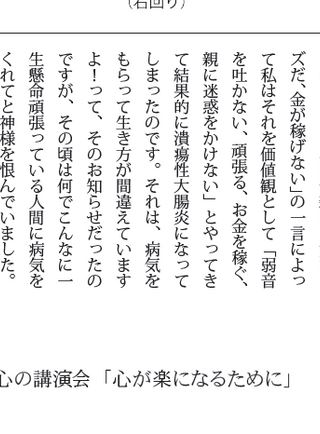 （右回り）
ズだ、金が稼げない」の一言によっ
て私はそれを価値観として「弱音
を吐かない、頑張る、お金を稼ぐ、
親に迷惑をかけない」とやってき
て結果的に潰瘍性大腸炎になって
しまったのです。それは、病気を
もらって生き方が間違えています
よ！って、そのお知らせだったの
ですが、その頃は何でこんなに一
生懸命頑張っている人間に病気を
くれてと神様を恨んでいました。
心の講演会「心が楽になるために」